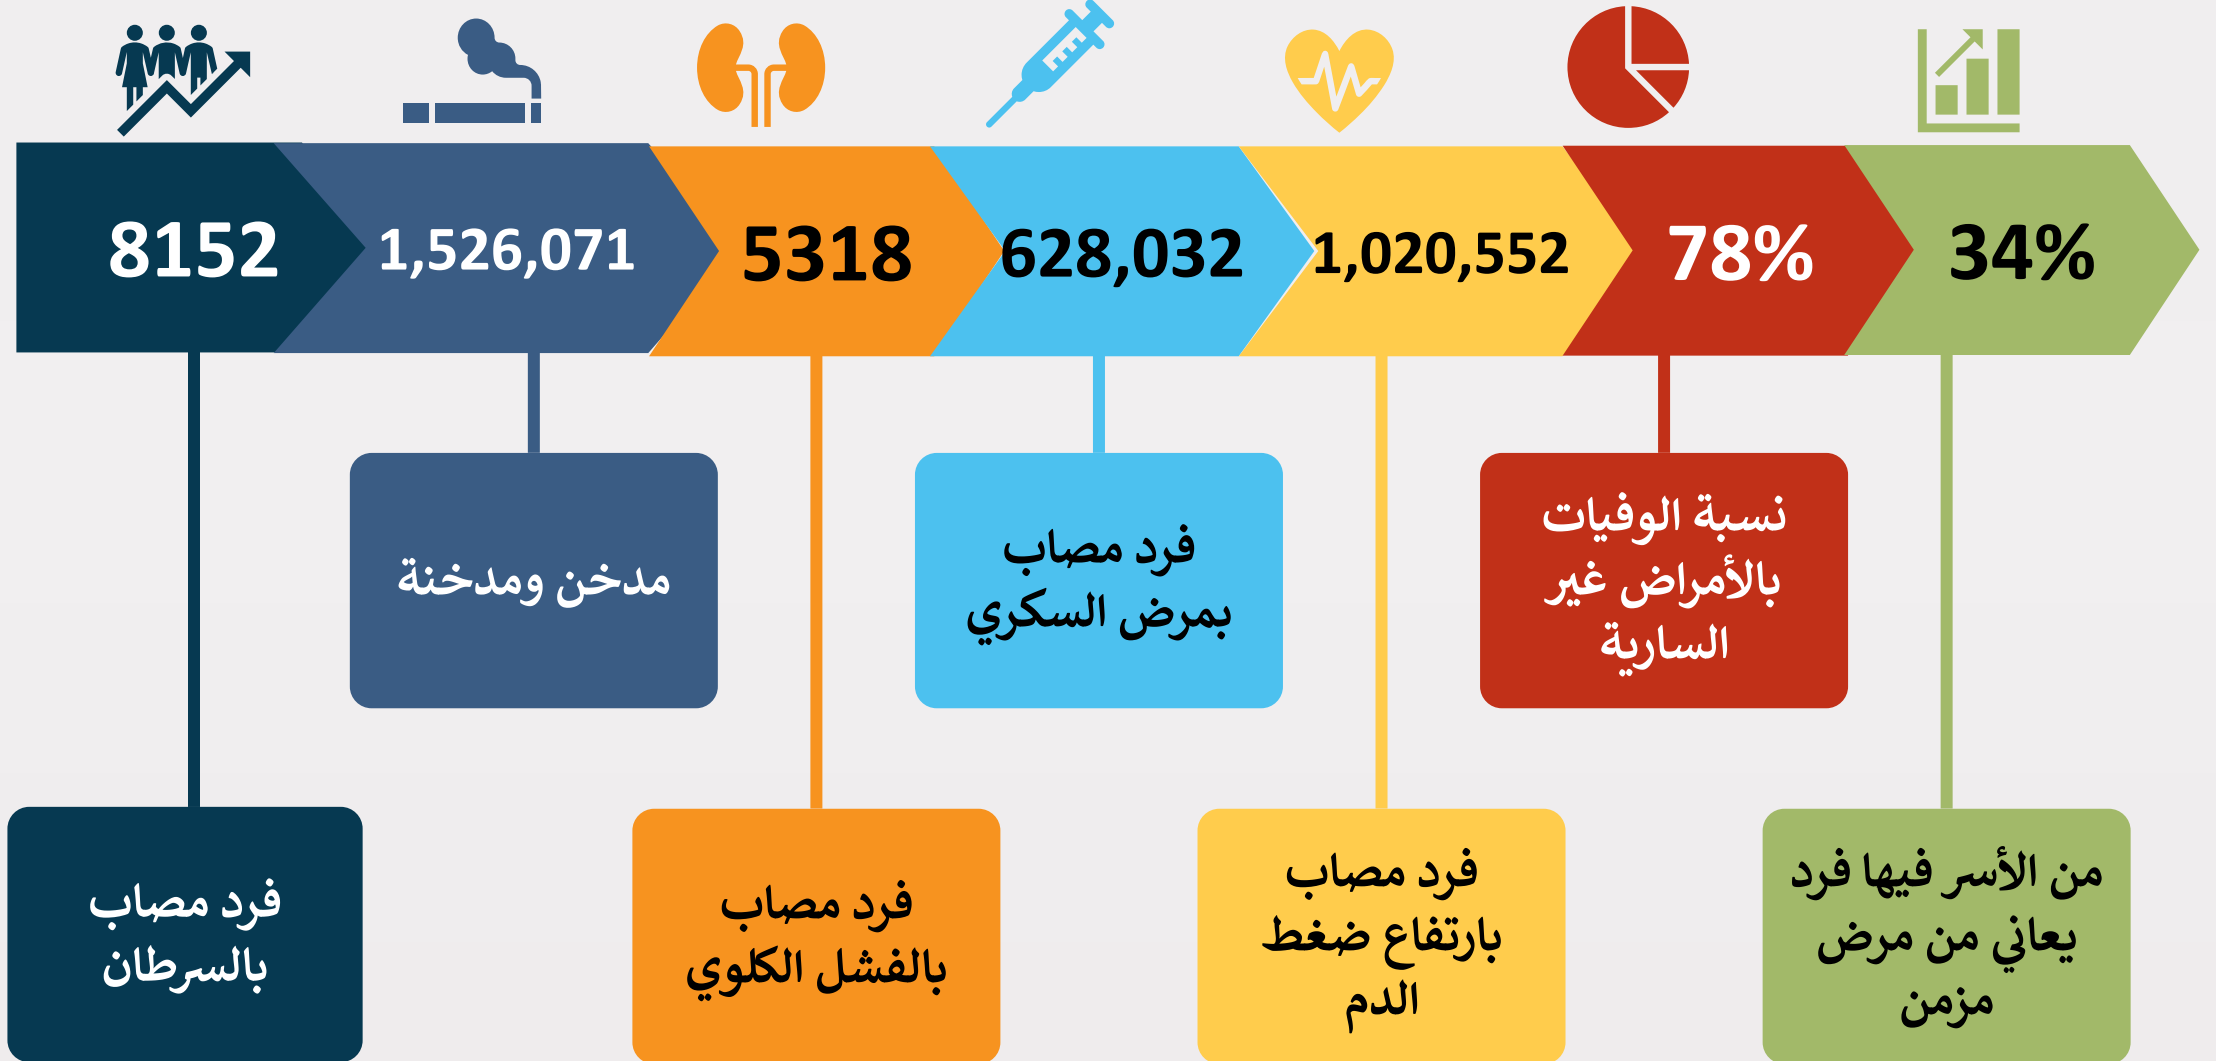 8152
1,526,071
5318
628,032
1,020,552
78%
34%
مدخن ومدخنة
فرد مصاب
بمرض السكري
نسبة الوفيات
بالأمراض غير
السارية
فرد مصاب
بالسرطان
فرد مصاب
بالفشل الكلوي
فرد مصاب
بارتفاع ضغط
الدم
من الأسر فيها فرد
يعاني من مرض
مزمن